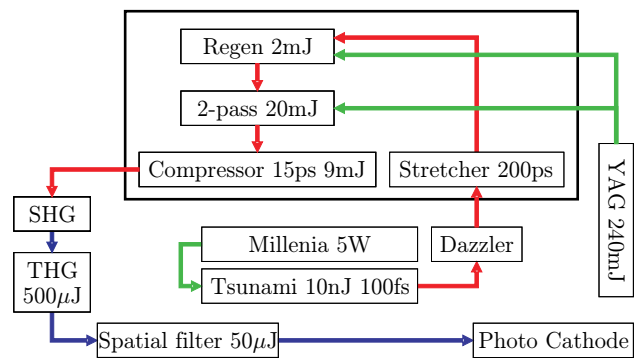 Regen 2mJ
2-pass 20mJ
Compressor 15ps 9mJ
Stretcher 200ps
YAG 240mJ
SHG
Millenia 5W
Dazzler
THG
500μJ
Tsunami 10nJ 100fs
Spatial filter 50μJ
Photo Cathode